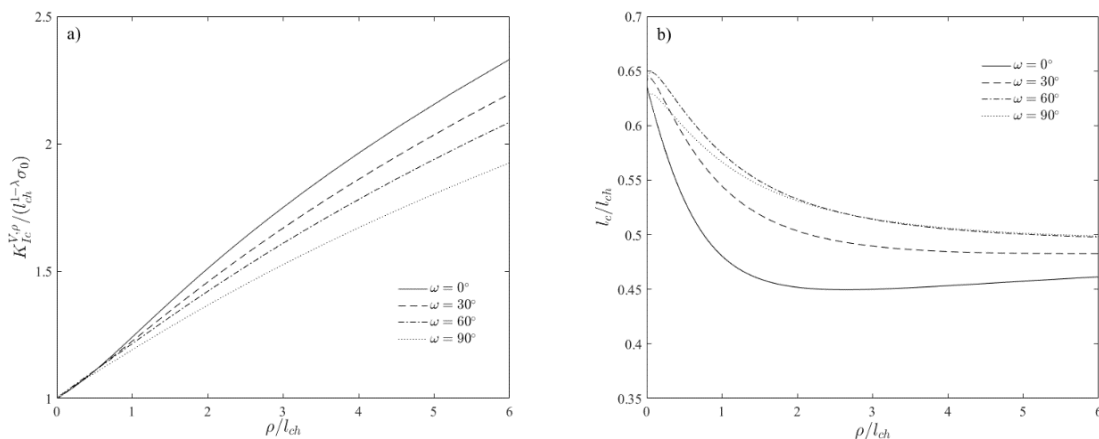 a)
2.5
2
1.5
1
0 1 2 3 4 5 6
K_{Ic}^{V,ρ}/(l_{ch}^{1-λ}σ_0)
ρ/l_{ch}
ω = 0°
ω = 30°
ω = 60°
ω = 90°
b)
0.7
0.65
0.6
0.55
0.5
0.45
0.4
0.35
0 1 2 3 4 5 6
l_c/l_{ch}
ρ/l_{ch}
ω = 0°
ω = 30°
ω = 60°
ω = 90°